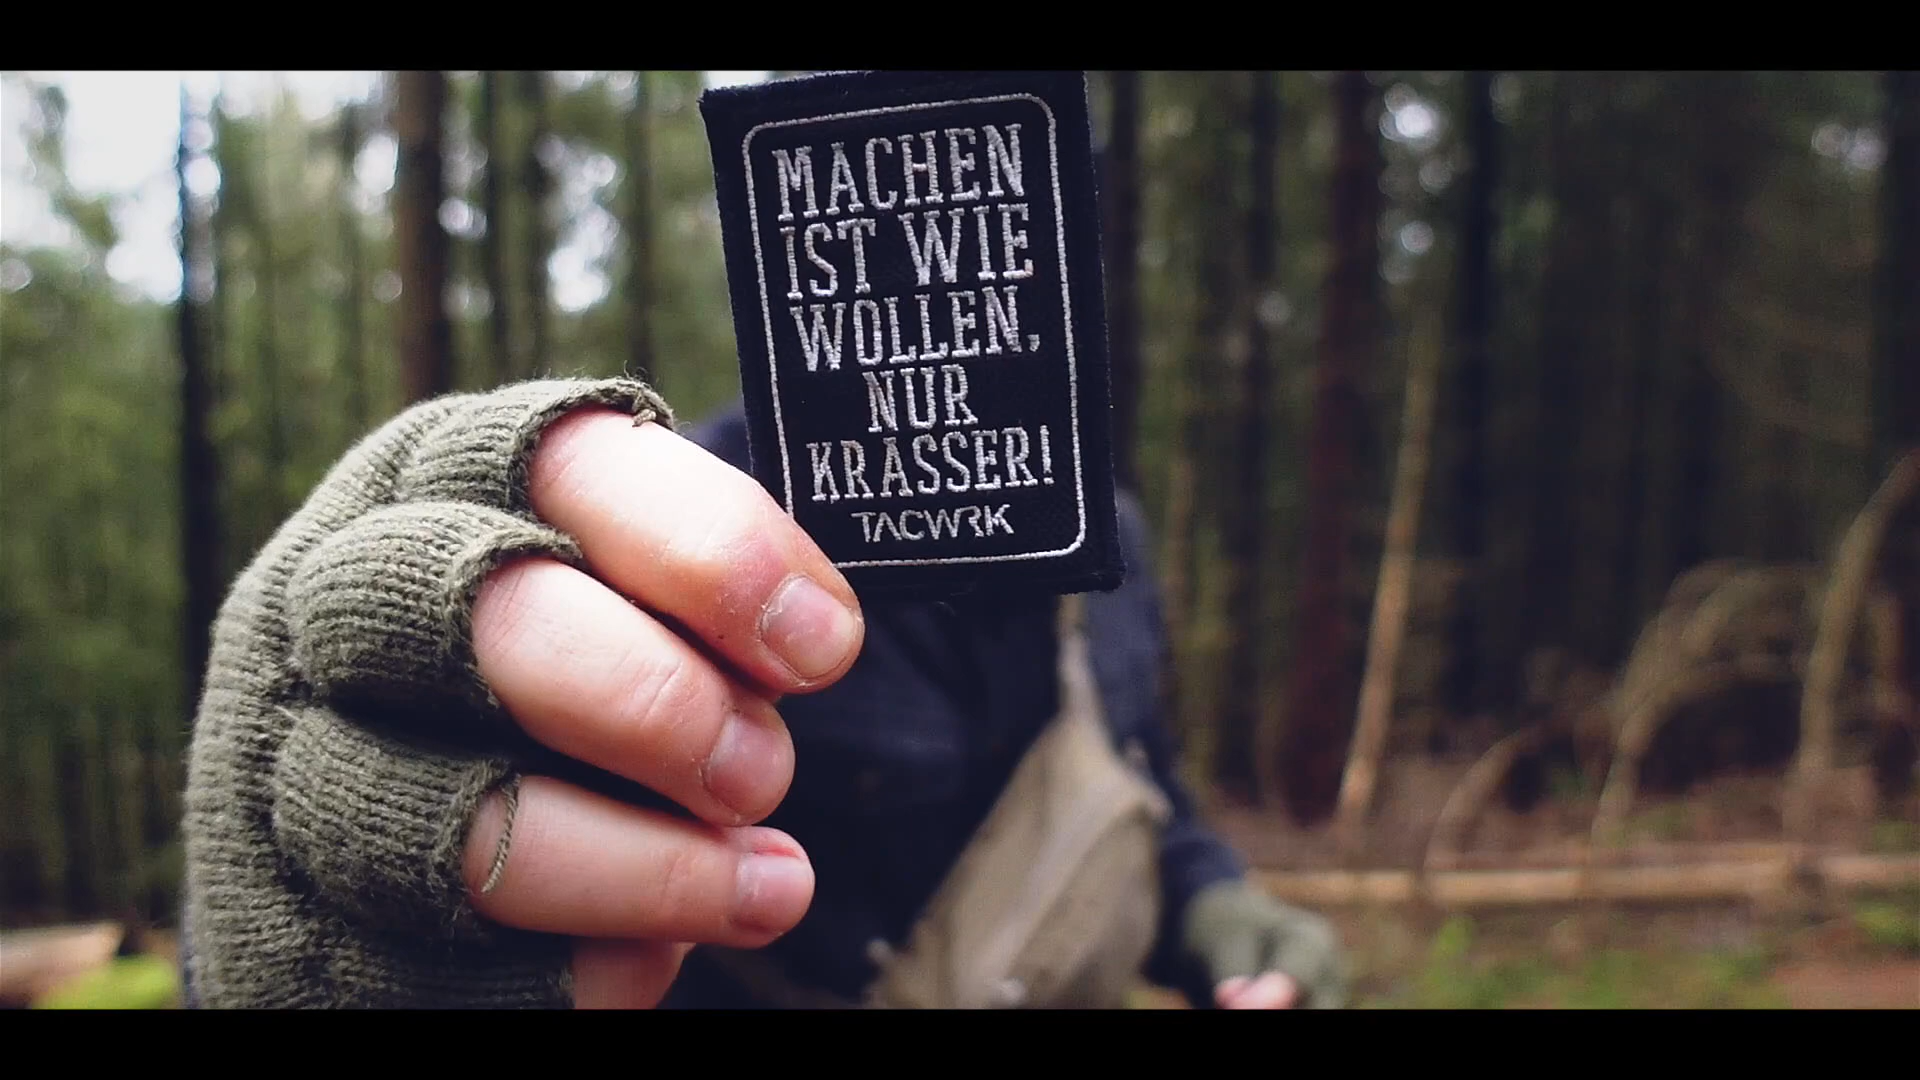 MACHEN
IST WIE
WOLLEN,
NUR
KRASSER!
TACWRK